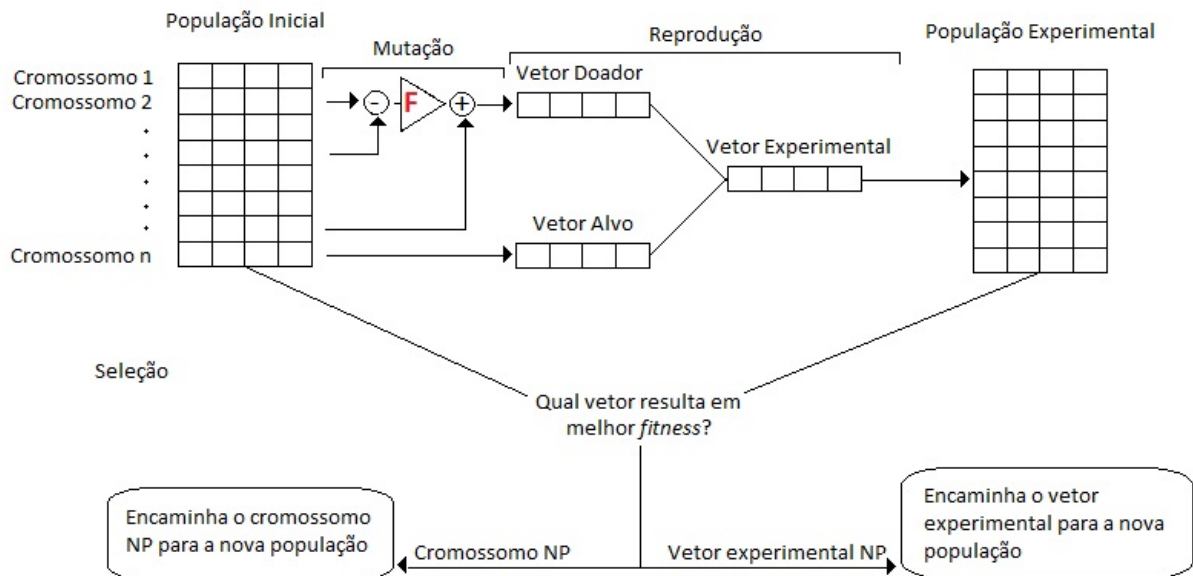 População Inicial
Mutação
Reprodução
População Experimental
Cromossomo 1
Cromossomo 2
Cromossomo n
-
F
+
Vetor Doador
Vetor Experimental
Vetor Alvo
Seleção
Qual vetor resulta em
melhor fitness?
Encaminha o cromossomo
NP para a nova população
Cromossomo NP
Vetor experimental NP
Encaminha o vetor
experimental para a nova
população